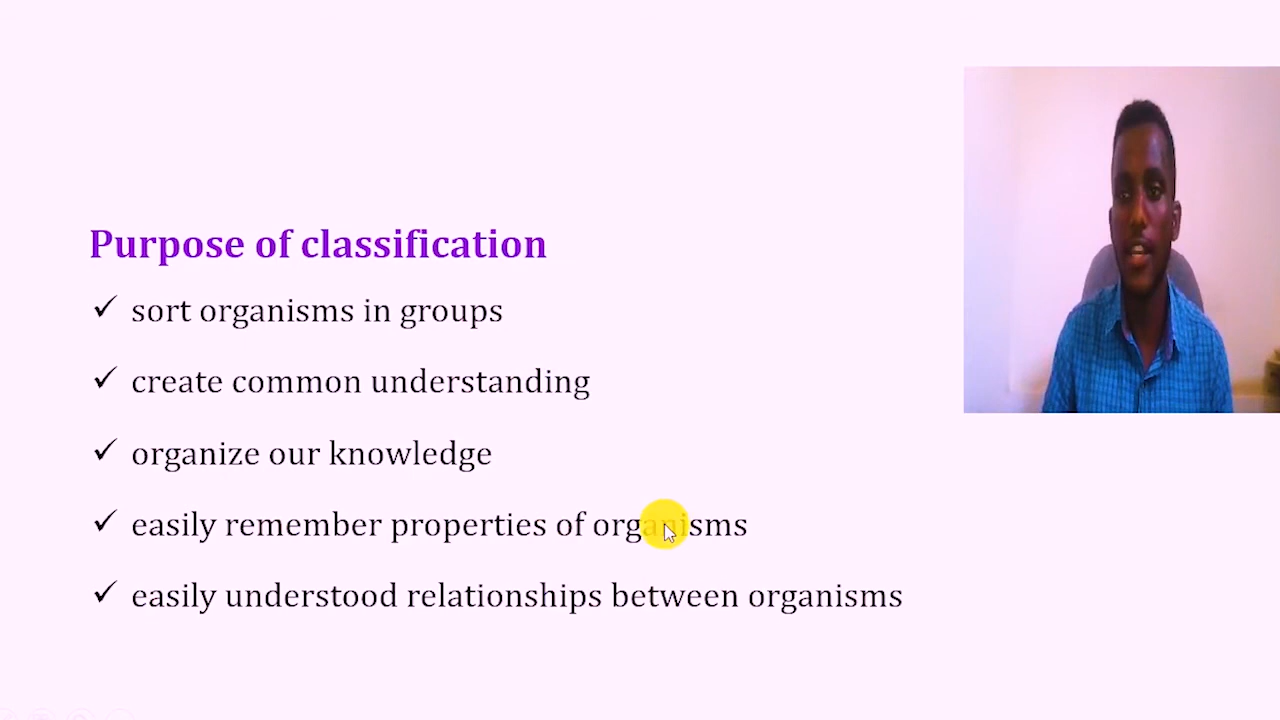 Purpose of classification
✓ sort organisms in groups
✓ create common understanding
✓ organize our knowledge
✓ easily remember properties of organisms
✓ easily understood relationships between organisms